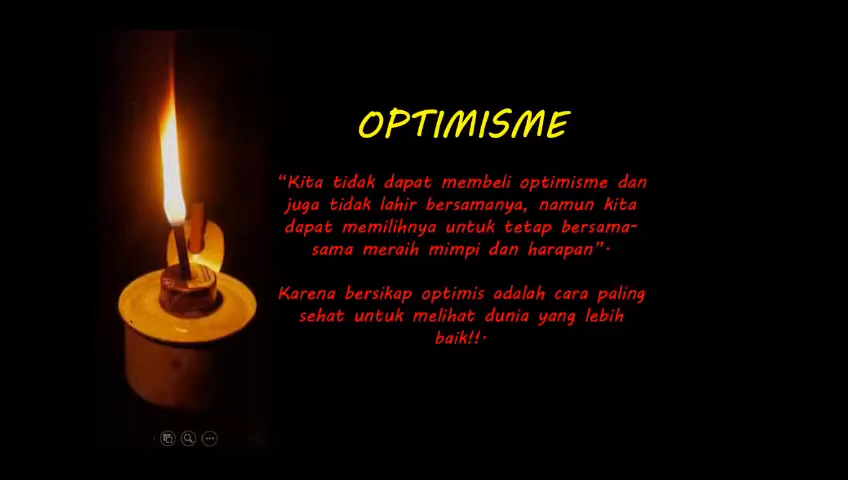 OPTIMISME
“Kita tidak dapat membeli optimisme dan
juga tidak lahir bersamanya, namun kita
dapat memilihnya untuk tetap bersama-
sama meraih mimpi dan harapan”.
Karena bersikap optimis adalah cara paling
sehat untuk melihat dunia yang lebih
baik!!.